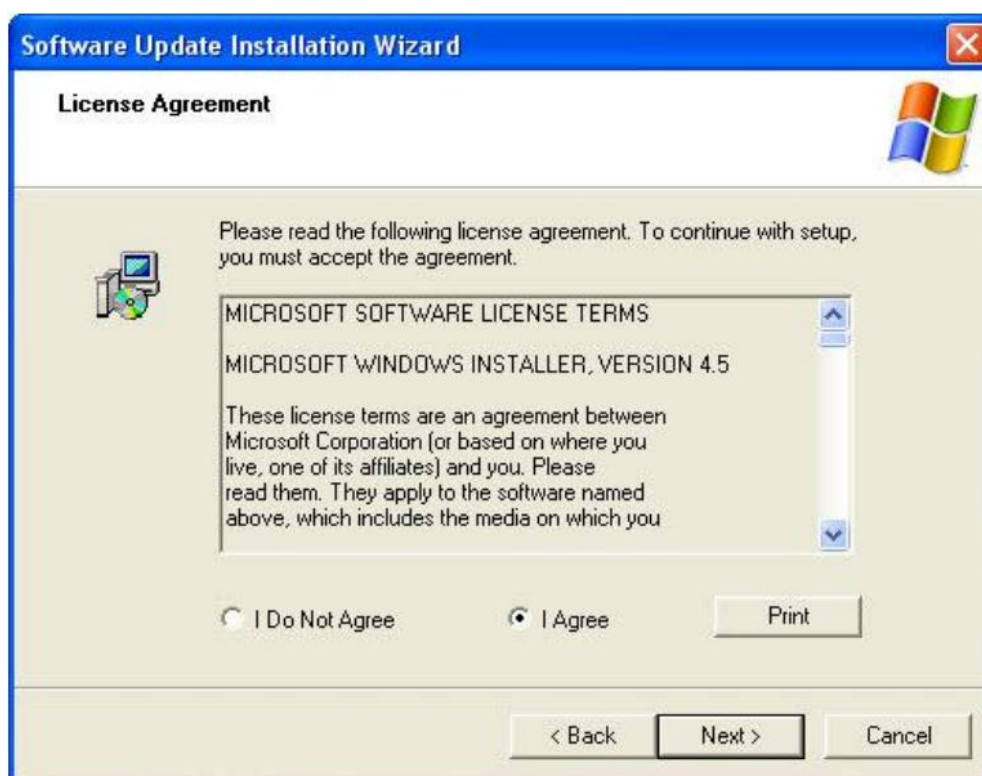 Software Update Installation Wizard
License Agreement
Please read the following license agreement. To continue with setup,
you must accept the agreement.
MICROSOFT SOFTWARE LICENSE TERMS
MICROSOFT WINDOWS INSTALLER, VERSION 4.5
These license terms are an agreement between
Microsoft Corporation (or based on where you
live, one of its affiliates) and you. Please
read them. They apply to the software named
above, which includes the media on which you
I Do Not Agree
I Agree
Print
< Back
Next >
Cancel